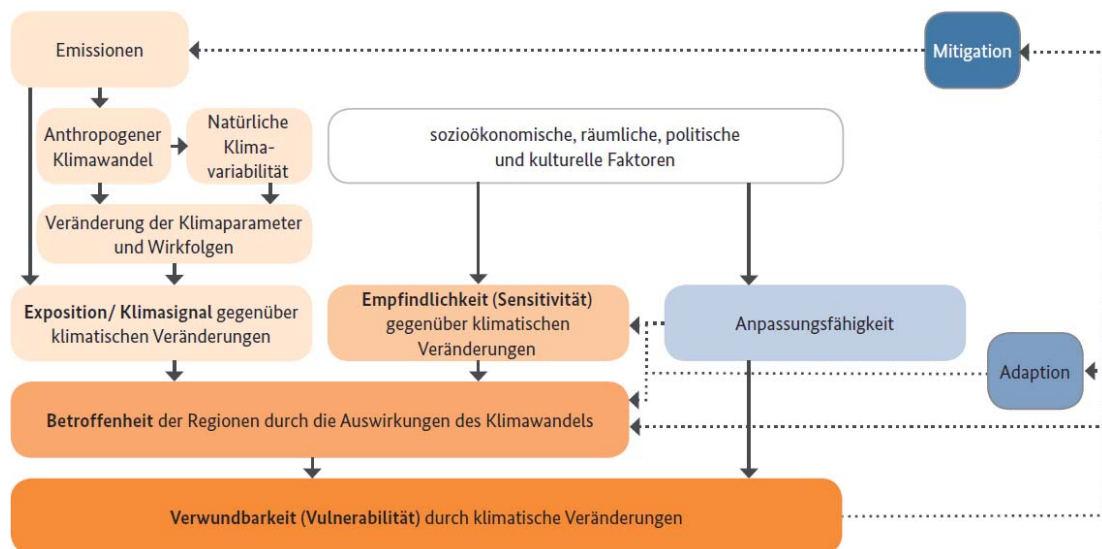 Emissionen
Mitigation
Anthropogener
Klimawandel
Natürliche
Klima-
variabilität
sozioökonomische, räumliche, politische
und kulturelle Faktoren
Veränderung der Klimaparameter
und Wirkfolgen
Exposition/ Klimasignal gegenüber
klimatischen Veränderungen
Empfindlichkeit (Sensitivität)
gegenüber klimatischen
Veränderungen
Anpassungsfähigkeit
Adaption
Betroffenheit der Regionen durch die Auswirkungen des Klimawandels
Verwundbarkeit (Vulnerabilität) durch klimatische Veränderungen